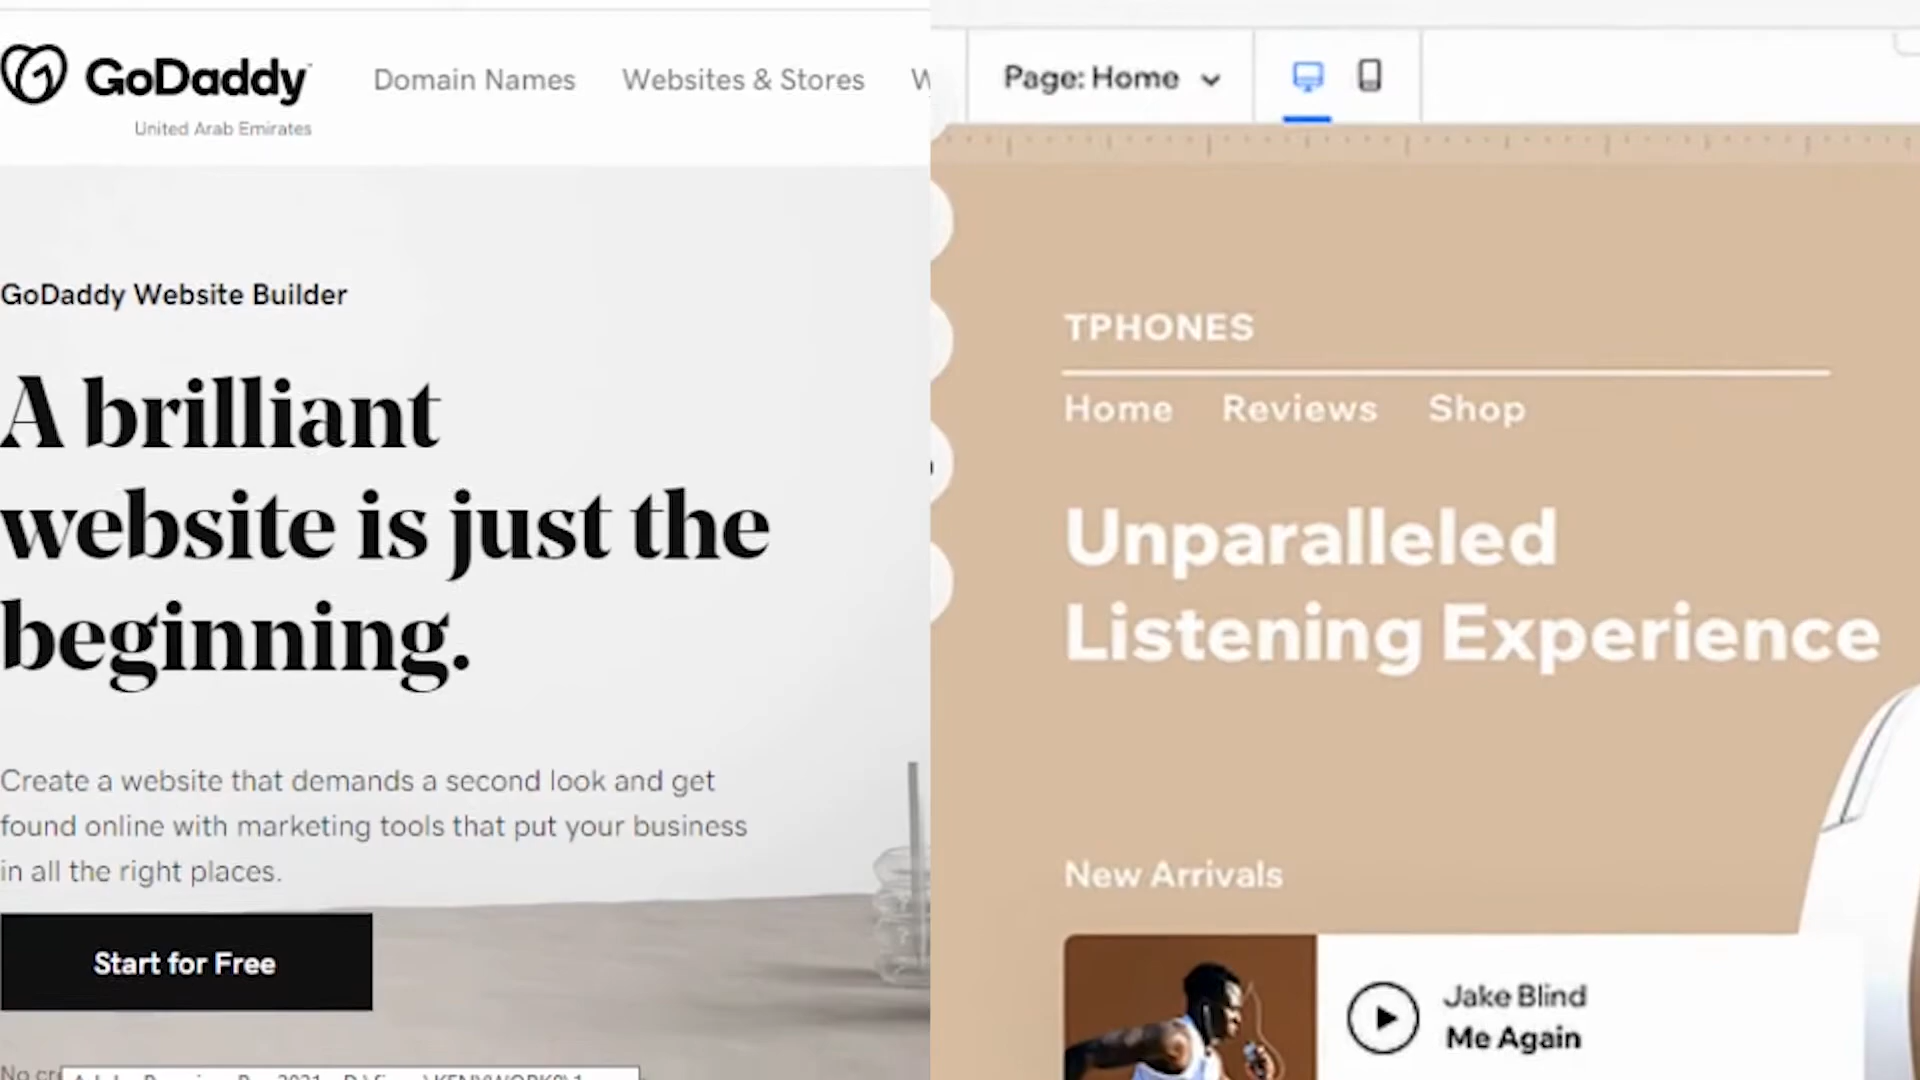 GoDaddy
United Arab Emirates
Domain Names
Websites & Stores
GoDaddy Website Builder
A brilliant
website is just the
beginning.
Create a website that demands a second look and get
found online with marketing tools that put your business
in all the right places.
Start for Free
No
Page: Home
TPHONES
Home Reviews Shop
Unparalleled
Listening Experience
New Arrivals
Jake Blind
Me Again